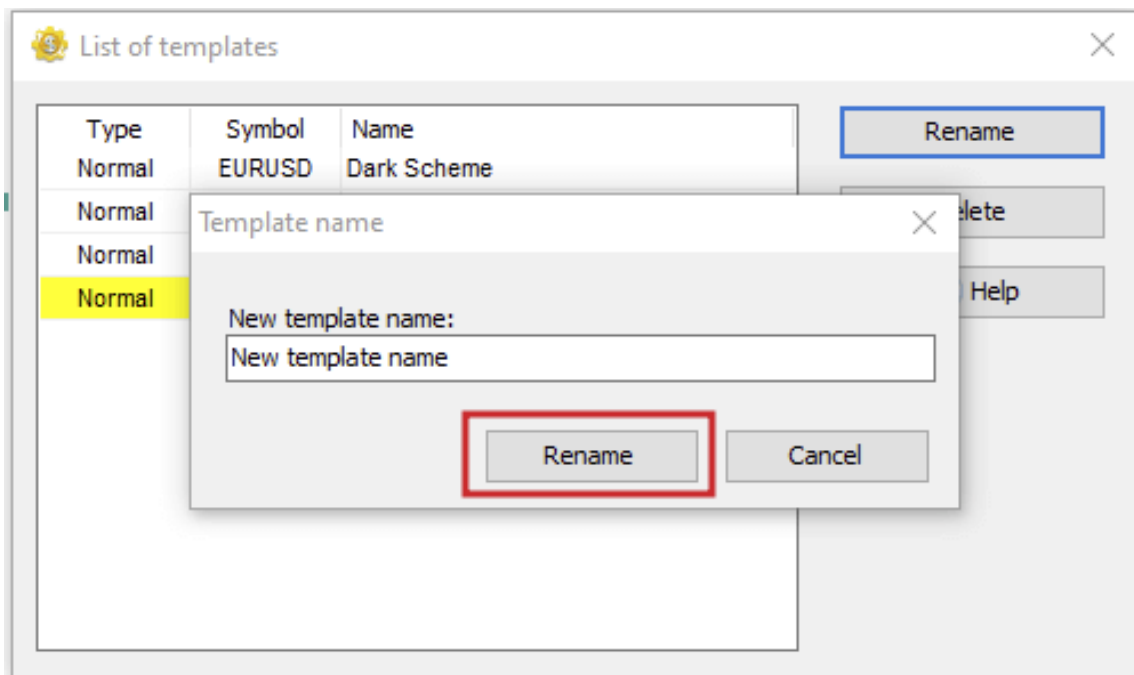 List of templates
Type Symbol Name
Normal EURUSD Dark Scheme
Normal
Normal
Normal
Rename
Help
Template name
New template name:
New template name
Rename Cancel